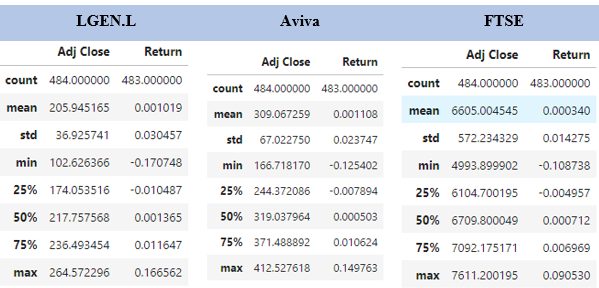 LGEN.L Aviva FTSE
Adj Close Return
count 484.000000 483.000000
mean 205.945165 0.001019
std 36.925741 0.030457
min 102.626366 -0.170748
25% 174.053516 -0.010487
50% 217.757568 0.001365
75% 236.493454 0.011647
max 264.572296 0.166562
Adj Close Return
count 484.000000 483.000000
mean 309.067259 0.001108
std 67.022750 0.023747
min 166.718170 -0.125402
25% 244.372086 -0.007894
50% 319.037964 0.000503
75% 371.488892 0.010624
max 412.527618 0.149763
Adj Close Return
count 484.000000 483.000000
mean 6605.004545 0.000340
std 572.234329 0.014275
min 4993.899902 -0.108738
25% 6104.700195 -0.004957
50% 6709.800049 0.000712
75% 7092.175171 0.006969
max 7611.200195 0.090530